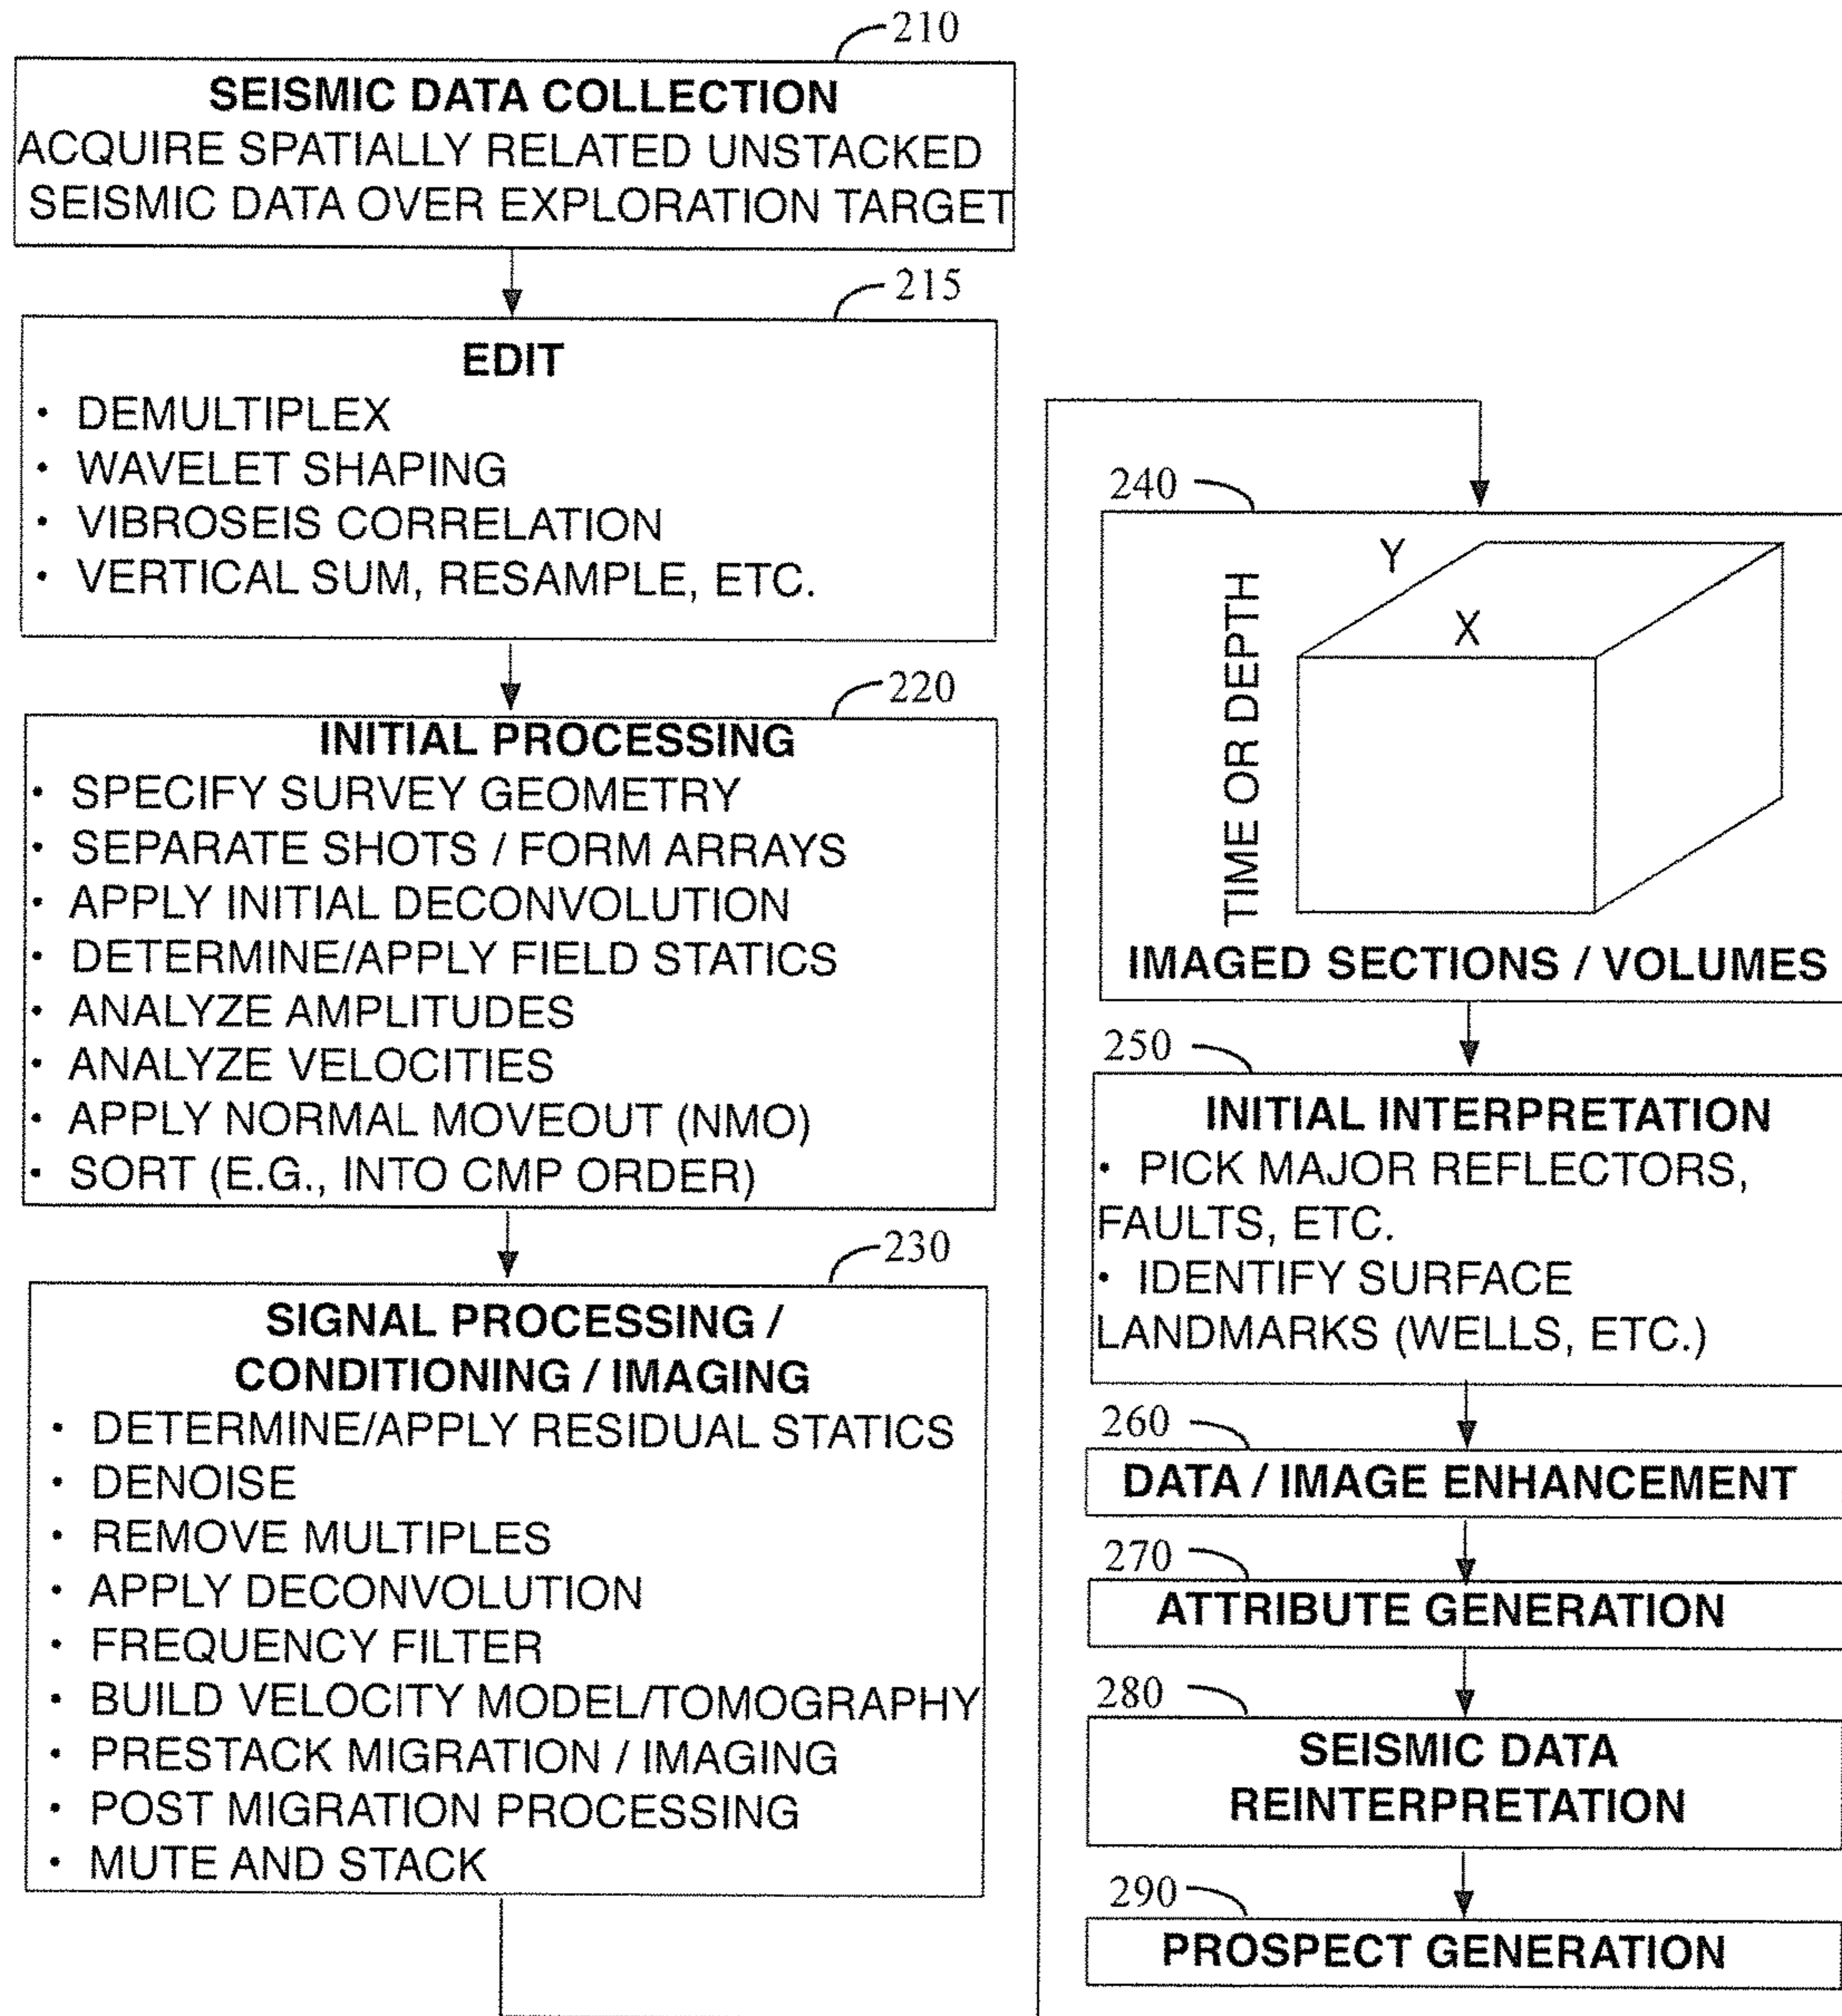 210
SEISMIC DATA COLLECTION
ACQUIRE SPATIALLY RELATED UNSTACKED
SEISMIC DATA OVER EXPLORATION TARGET
215
EDIT
• DEMULTIPLEX
• WAVELET SHAPING
• VIBROSEIS CORRELATION
• VERTICAL SUM, RESAMPLE, ETC.
220
INITIAL PROCESSING
• SPECIFY SURVEY GEOMETRY
• SEPARATE SHOTS / FORM ARRAYS
• APPLY INITIAL DECONVOLUTION
• DETERMINE/APPLY FIELD STATICS
• ANALYZE AMPLITUDES
• ANALYZE VELOCITIES
• APPLY NORMAL MOVEOUT (NMO)
• SORT (E.G., INTO CMP ORDER)
230
SIGNAL PROCESSING /
CONDITIONING / IMAGING
• DETERMINE/APPLY RESIDUAL STATICS
• DENOISE
• REMOVE MULTIPLES
• APPLY DECONVOLUTION
• FREQUENCY FILTER
• BUILD VELOCITY MODEL/TOMOGRAPHY
• PRESTACK MIGRATION / IMAGING
• POST MIGRATION PROCESSING
• MUTE AND STACK
240
Y
X
TIME OR DEPTH
IMAGED SECTIONS / VOLUMES
250
INITIAL INTERPRETATION
• PICK MAJOR REFLECTORS,
FAULTS, ETC.
• IDENTIFY SURFACE
LANDMARKS (WELLS, ETC.)
260
DATA / IMAGE ENHANCEMENT
270
ATTRIBUTE GENERATION
280
SEISMIC DATA
REINTERPRETATION
290
PROSPECT GENERATION